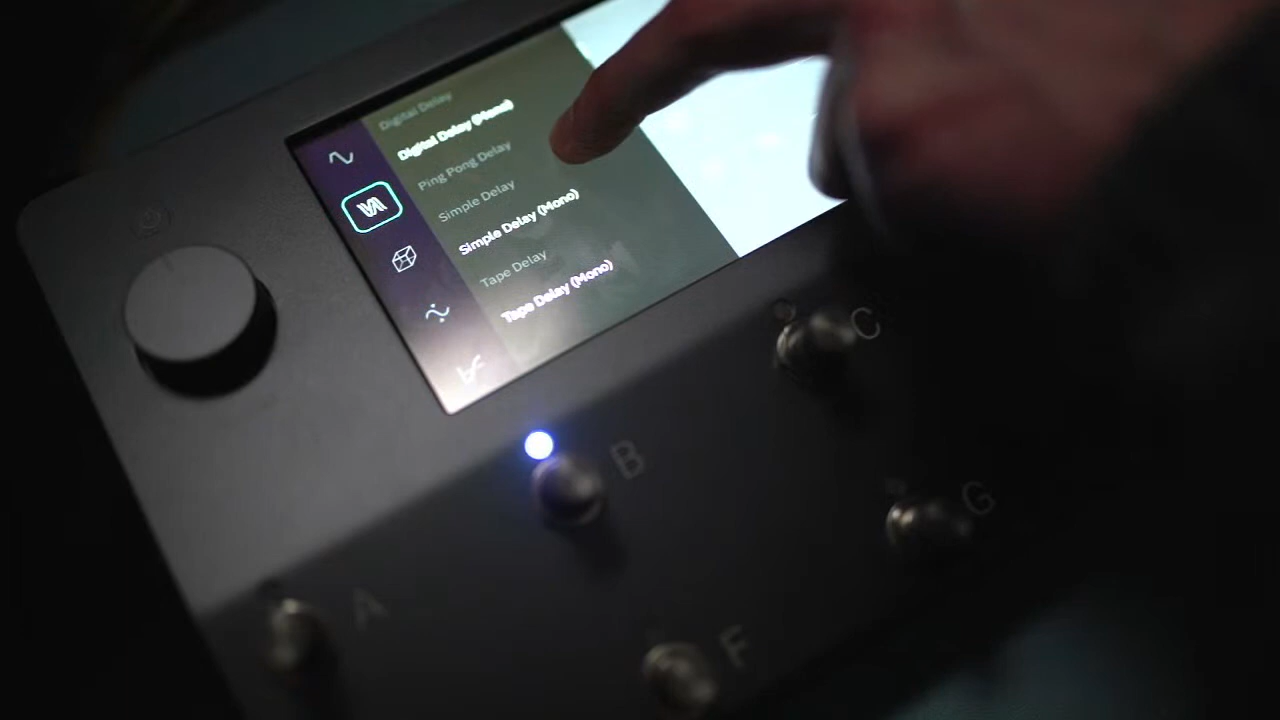 Digital Delay
Digital Delay (Mono)
Ping Pong Delay
Simple Delay
Simple Delay (Mono)
Tape Delay
Tape Delay (Mono)
C
B
G
A
F